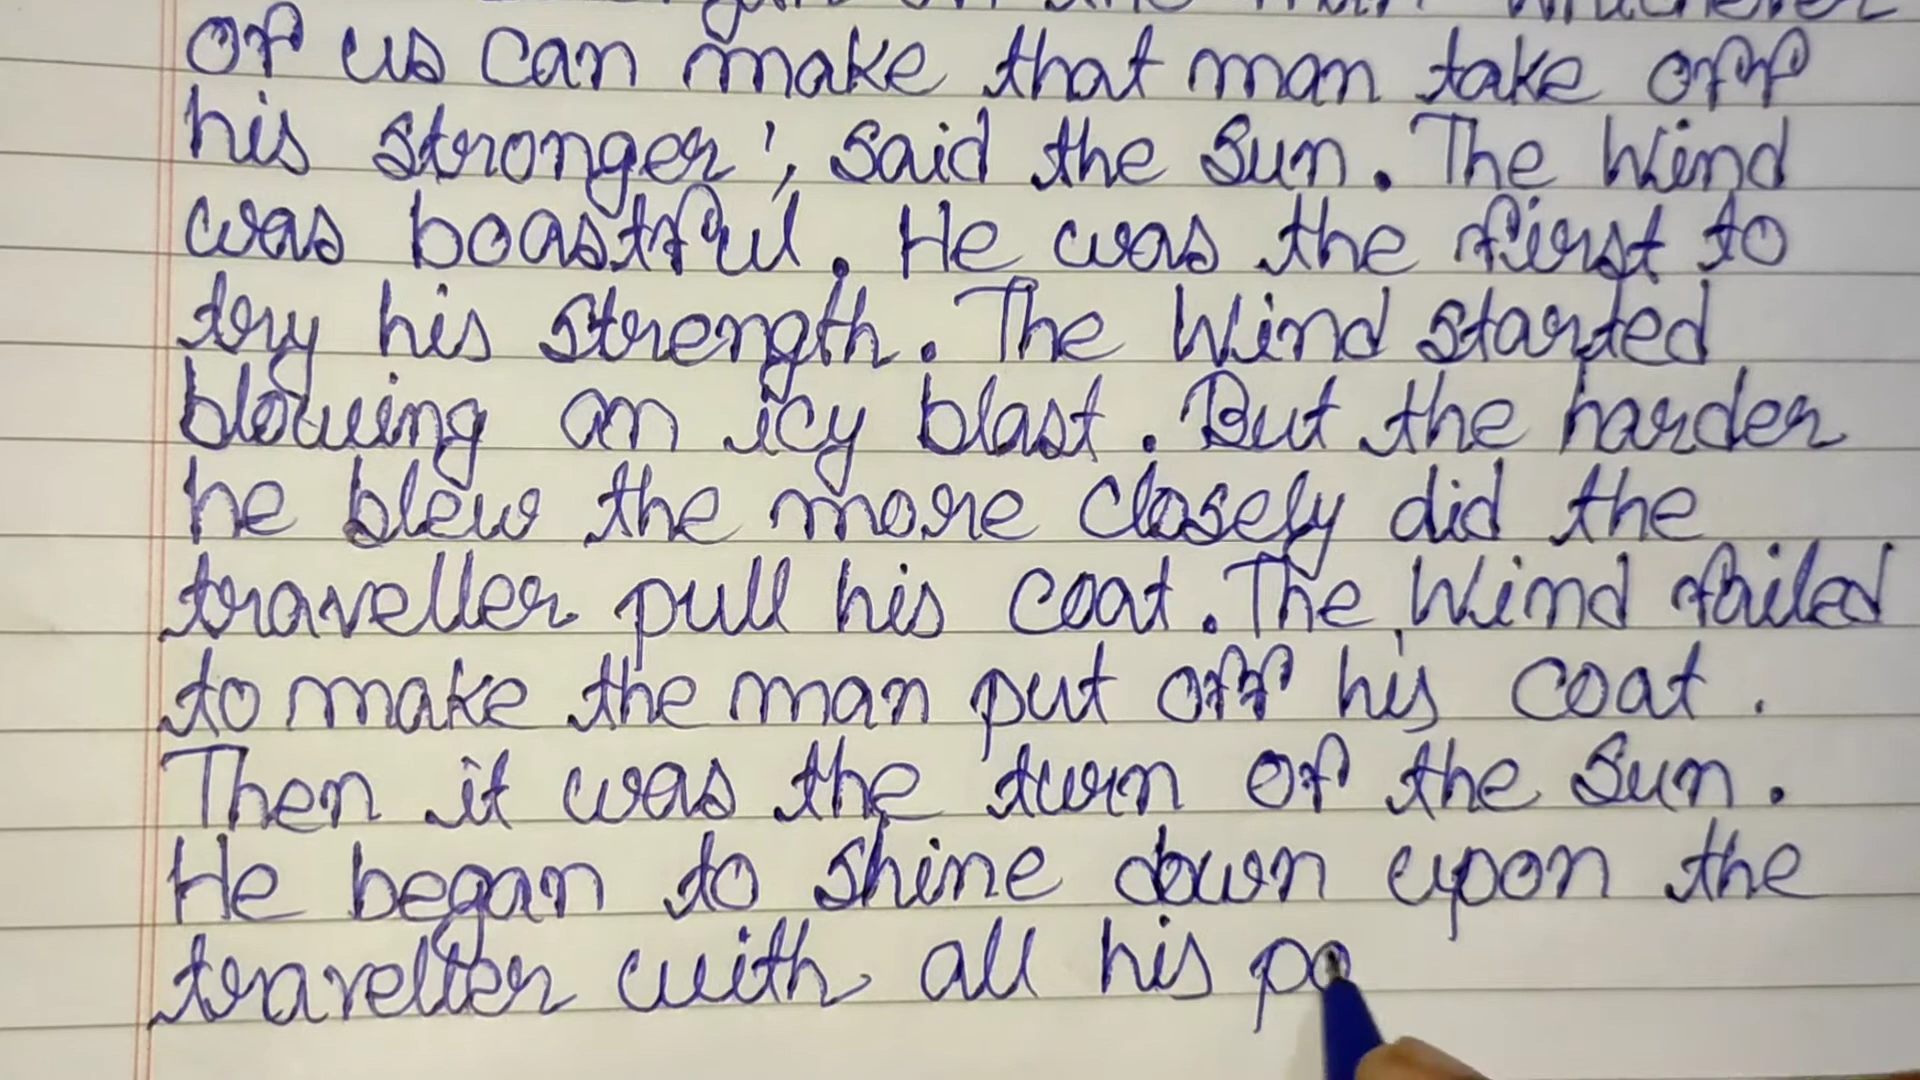 of us can make that man take off
his stronger', said the Sun. The Wind
was boastful. He was the first to
try his strength. The Wind started
blowing an icy blast. But the harder
he blew the more closely did the
traveller pull his coat. The Wind failed
to make the man put off his coat.
Then it was the turn of the Sun.
He began to shine down upon the
traveller with all his po